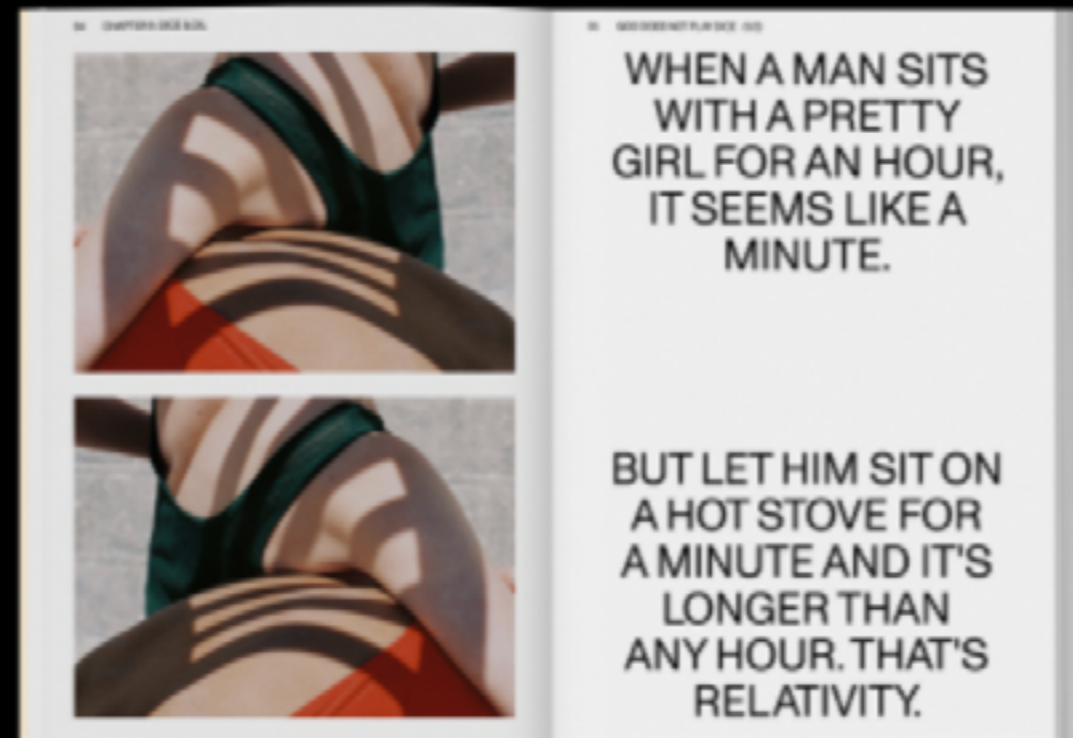 WHEN A MAN SITS
WITH A PRETTY
GIRL FOR AN HOUR,
IT SEEMS LIKE A
MINUTE.
BUT LET HIM SIT ON
A HOT STOVE FOR
A MINUTE AND IT'S
LONGER THAN
ANY HOUR. THAT'S
RELATIVITY.